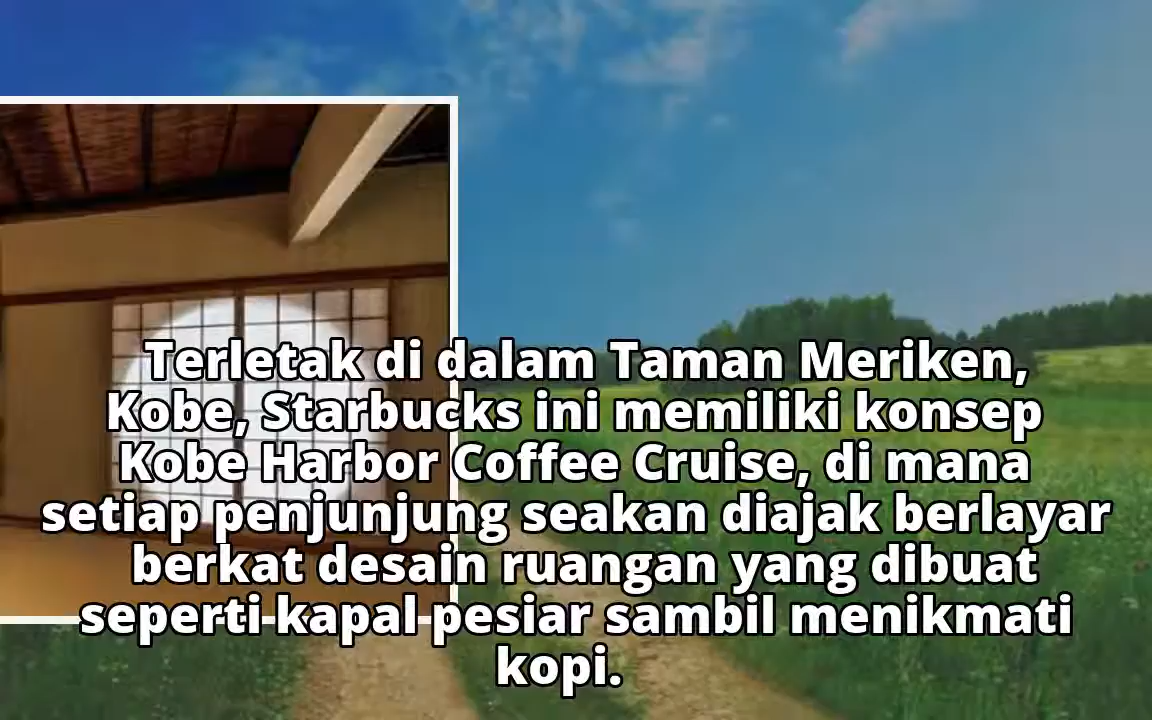 Terletak di dalam Taman Meriken,
Kobe, Starbucks ini memiliki konsep
Kobe Harbor Coffee Cruise, di mana
setiap penjunjung seakan diajak berlayar
berkat desain ruangan yang dibuat
seperti kapal pesiar sambil menikmati
kopi.